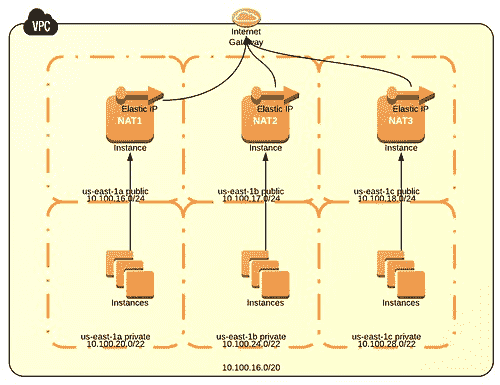 VPC
Internet
Gateway
Elastic IP
NAT1
Instance
Elastic IP
NAT2
Instance
Elastic IP
NAT3
Instance
us-east-1a public
10.100.16.0/24
us-east-1b public
10.100.17.0/24
us-east-1c public
10.100.18.0/24
Instances
Instances
Instances
us-east-1a private
10.100.20.0/22
us-east-1b private
10.100.24.0/22
us-east-1c private
10.100.28.0/22
10.100.16.0/20